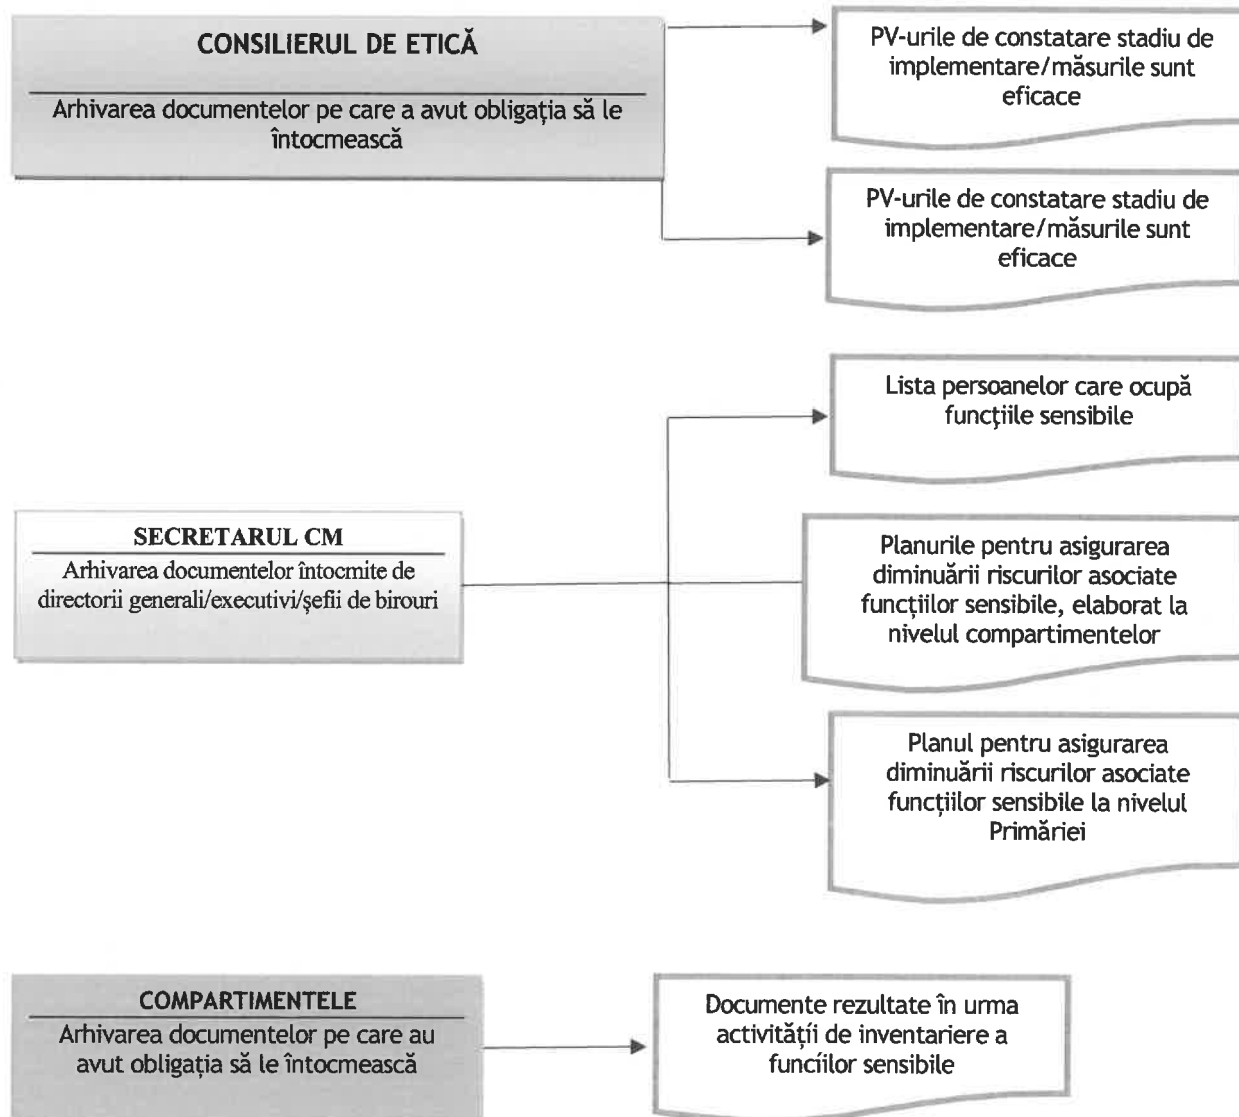 CONSILIERUL DE ETICĂ
Arhivarea documentelor pe care a avut obligația să le
întocmească
PV-urile de constatare stadiu de
implementare/măsurile sunt
eficace
PV-urile de constatare stadiu de
implementare/măsurile sunt
eficace
SECRETARUL CM
Arhivarea documentelor întocmite de
directorii generali/executivi/șefii de birouri
Lista persoanelor care ocupă
funcţiile sensibile
Planurile pentru asigurarea
diminuării riscurilor asociate
funcțiilor sensibile, elaborat la
nivelul compartimentelor
Planul pentru asigurarea
diminuării riscurilor asociate
funcțiilor sensibile la nivelul
Primăriei
COMPARTIMENTELE
Arhivarea documentelor pe care au
avut obligația să le întocmească
Documente rezultate în urma
activității de inventariere a
funcíilor sensibile